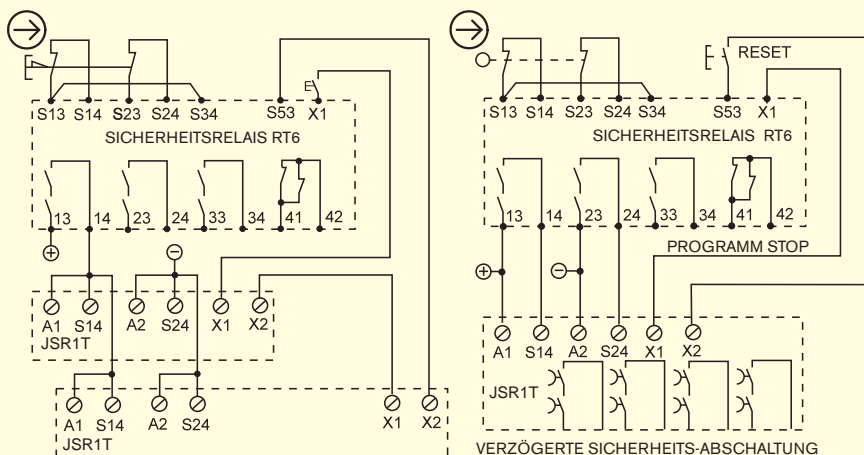 S13 S14 S23 S24 S34 S53 X1
SICHERHEITSRELAIS RT6
13 14 23 24 33 34 41 42
A1 S14 A2 S24 X1 X2
JSR1T
A1 S14 A2 S24 X1 X2
JSR1T
RESET
S13 S14 S23 S24 S34 S53 X1
SICHERHEITSRELAIS RT6
13 14 23 24 33 34 41 42
PROGRAMM STOP
A1 S14 A2 S24 X1 X2
JSR1T
VERZÖGERTE SICHERHEITS-ABSCHALTUNG